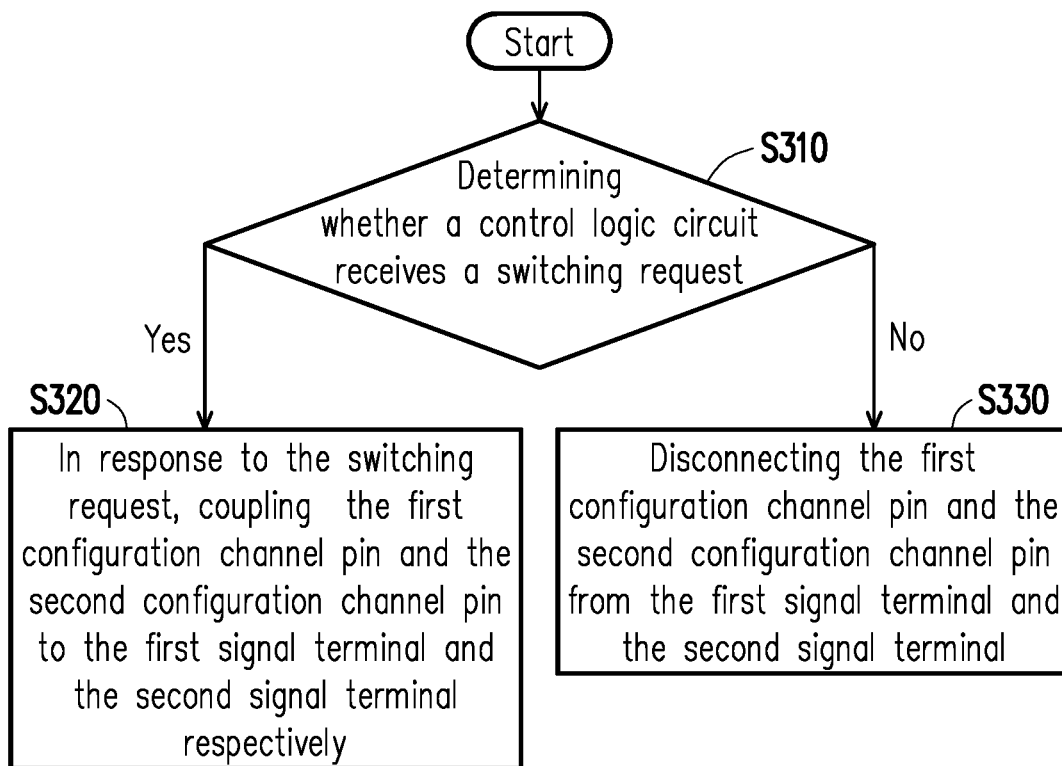 Start
S310
Determining
whether a control logic circuit
receives a switching request
Yes
No
S320
In response to the switching
request, coupling the first
configuration channel pin and the
second configuration channel pin
to the first signal terminal and
the second signal terminal
respectively
S330
Disconnecting the first
configuration channel pin and the
second configuration channel pin
from the first signal terminal and
the second signal terminal